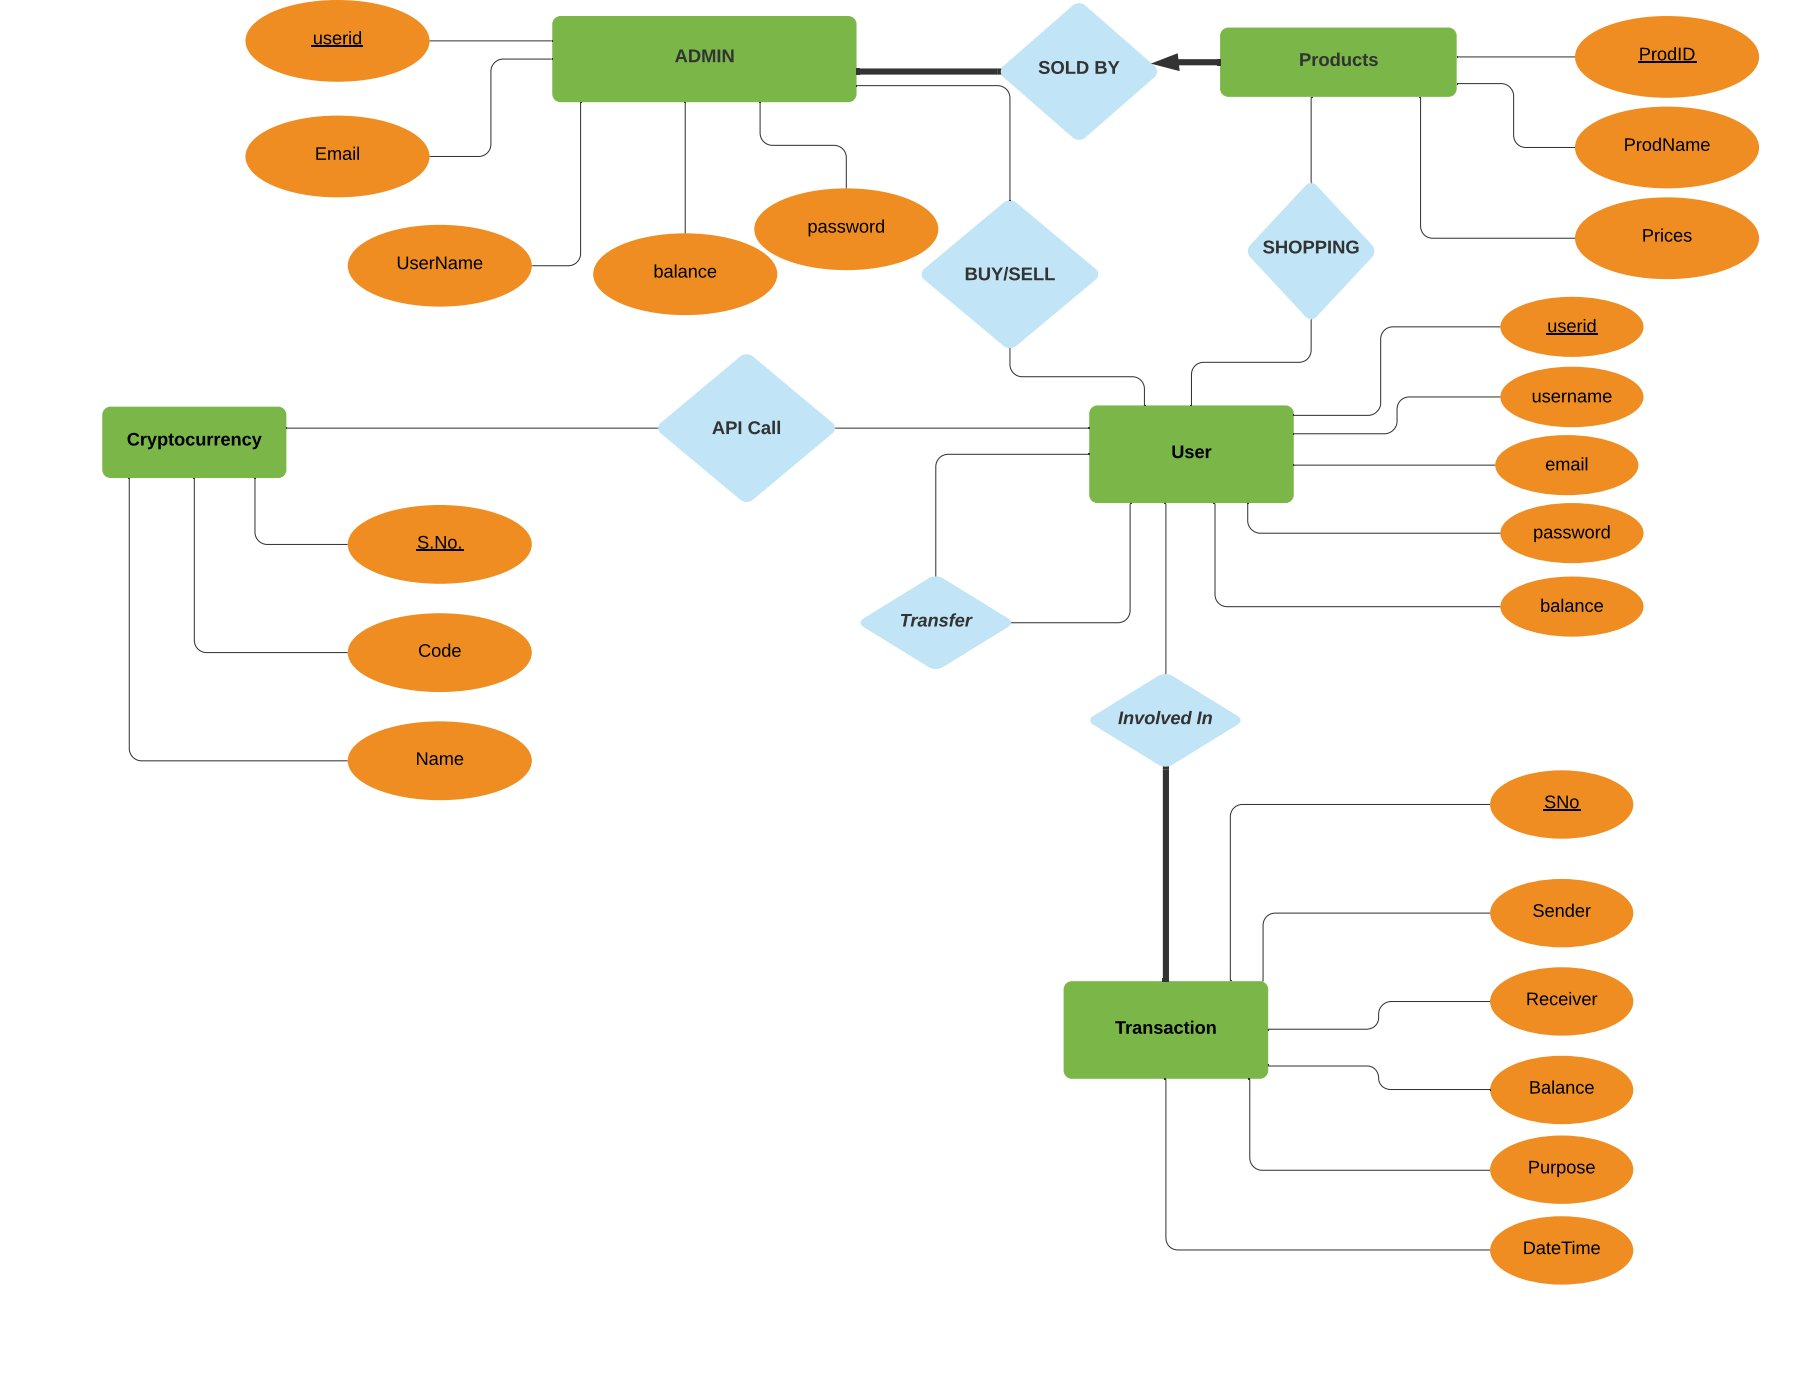 userid
ADMIN
SOLD BY
Products
ProdID
Email
ProdName
UserName
balance
password
BUY/SELL
SHOPPING
Prices
userid
username
Cryptocurrency
API Call
User
email
password
balance
S.No.
Code
Name
Transfer
Involved In
SNo
Sender
Receiver
Transaction
Balance
Purpose
DateTime